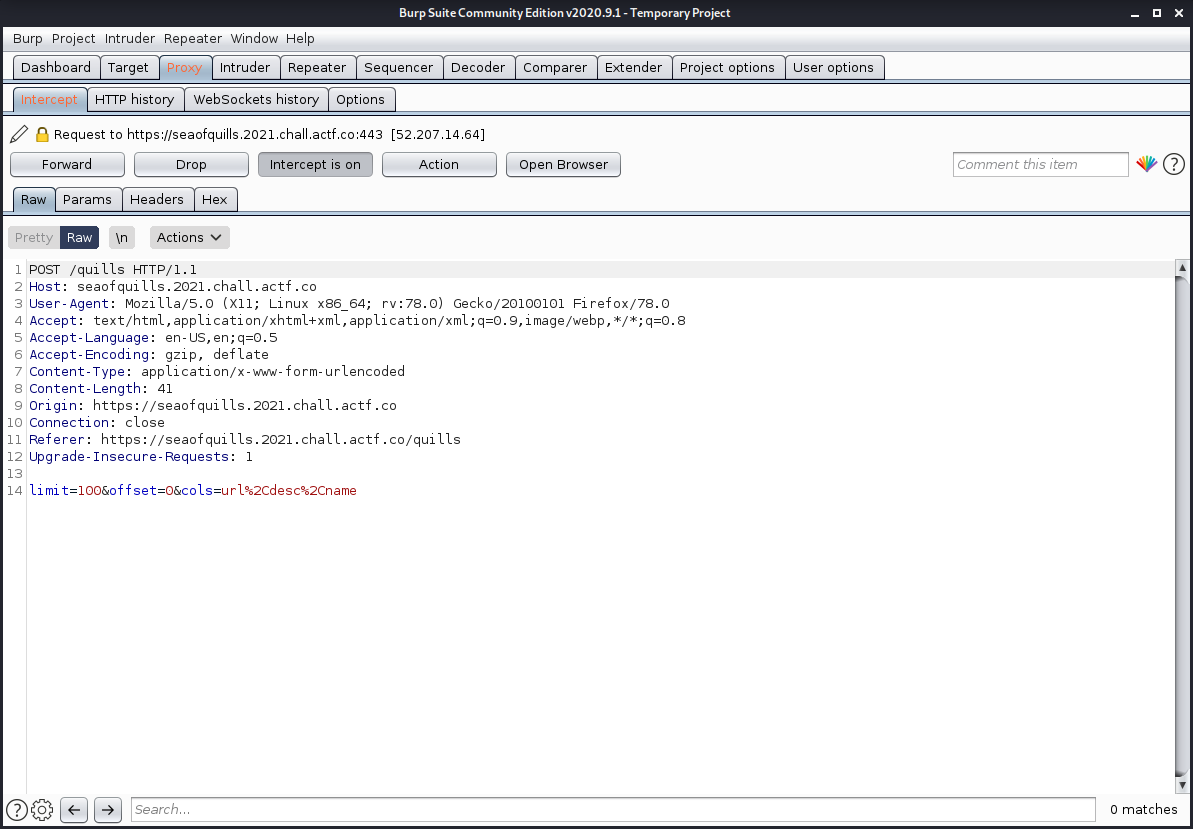 Burp Suite Community Edition v2020.9.1 - Temporary Project
Burp Project Intruder Repeater Window Help
Dashboard Target Proxy Intruder Repeater Sequencer Decoder Comparer Extender Project options User options
Intercept HTTP history WebSockets history Options
Request to https://seaofquills.2021.chall.actf.co:443 [52.207.14.64]
Forward Drop Intercept is on Action Open Browser Comment this item ?
Raw Params Headers Hex
Pretty Raw \n Actions
1 POST /quills HTTP/1.1
2 Host: seaofquills.2021.chall.actf.co
3 User-Agent: Mozilla/5.0 (X11; Linux x86_64; rv:78.0) Gecko/20100101 Firefox/78.0
4 Accept: text/html,application/xhtml+xml,application/xml;q=0.9,image/webp,*/*;q=0.8
5 Accept-Language: en-US,en;q=0.5
6 Accept-Encoding: gzip, deflate
7 Content-Type: application/x-www-form-urlencoded
8 Content-Length: 41
9 Origin: https://seaofquills.2021.chall.actf.co
10 Connection: close
11 Referer: https://seaofquills.2021.chall.actf.co/quills
12 Upgrade-Insecure-Requests: 1
13
14 limit=100&offset=0&cols=url%2Cdesc%2Cname
? Search... 0 matches